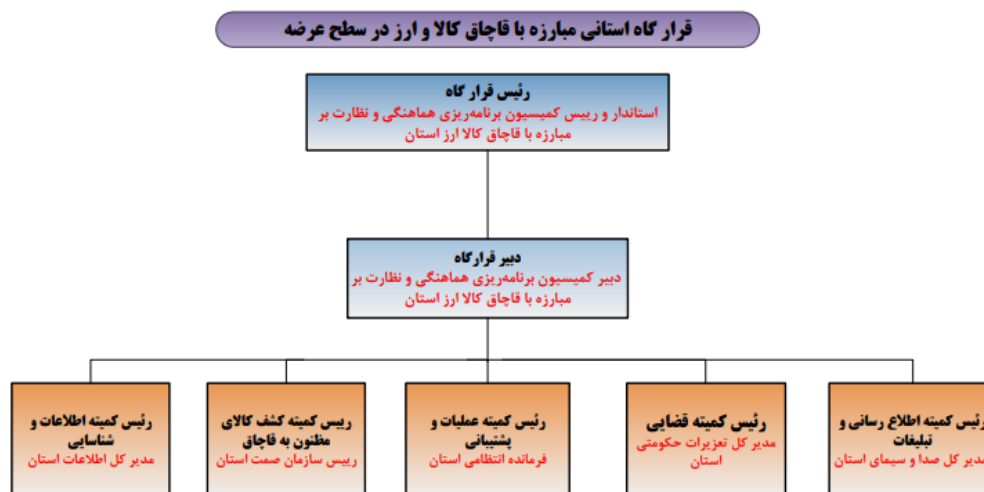 قرار گاه استانی مبارزه با قاچاق کالا و ارز در سطح عرضه
رئیس قرار گاه
استاندار و رییس کمیسیون برنامه‌ریزی هماهنگی و نظارت بر
مبارزه با قاچاق کالا ارز استان
دبیر قرارگاه
دبیر کمیسیون برنامه‌ریزی هماهنگی و نظارت بر
مبارزه با قاچاق کالا ارز استان
رئیس کمیته اطلاع رسانی و
تبلیغات
مدیر کل صدا و سیمای استان
رئیس کمیته قضایی
مدیر کل تعزیرات حکومتی
استان
رئیس کمیته عملیات و
پشتیبانی
فرمانده انتظامی استان
رییس کمیته کشف کالای
مظنون به قاچاق
رییس سازمان صمت استان
رئیس کمیته اطلاعات و
شناسایی
مدیر کل اطلاعات استان